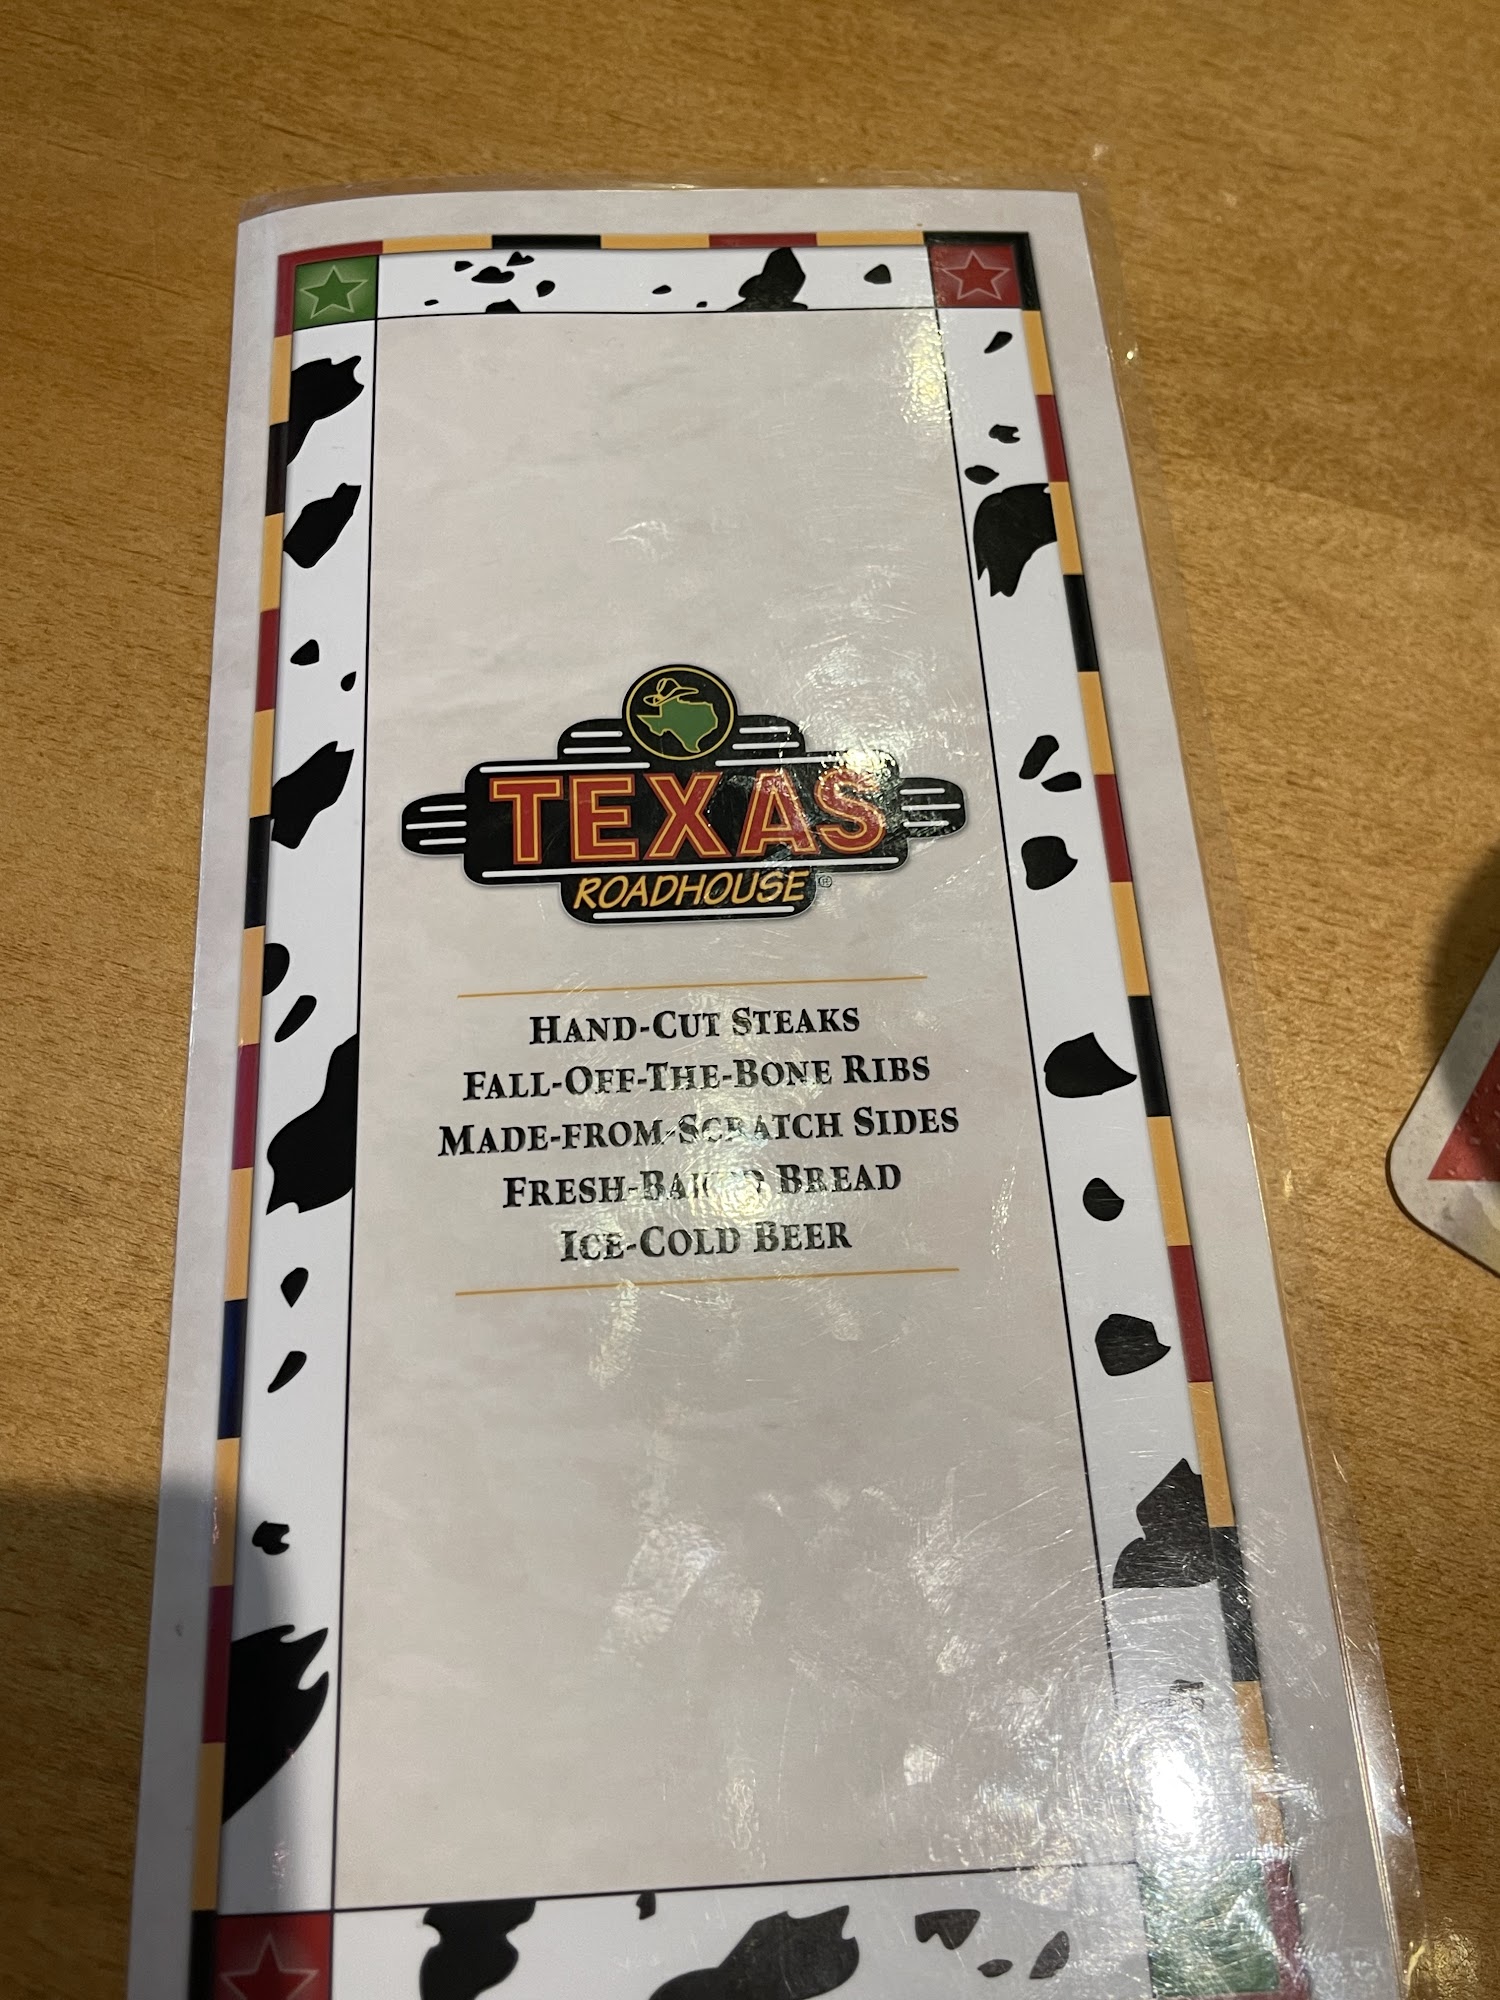 TEXAS
ROADHOUSE®
HAND-CUT STEAKS
FALL-OFF-THE-BONE RIBS
MADE-FROM-SCRATCH SIDES
FRESH-BAKED BREAD
ICE-COLD BEER